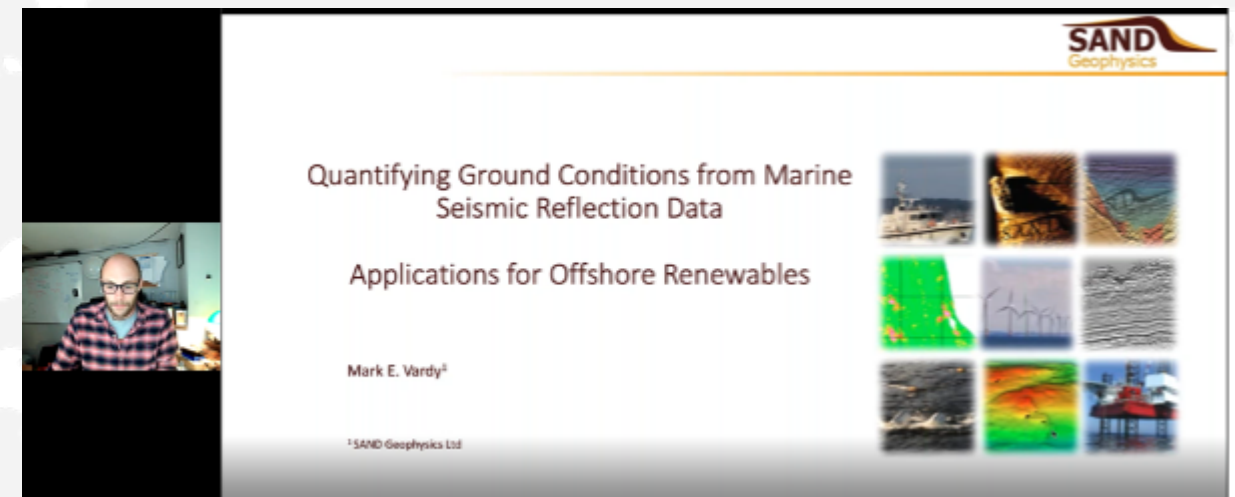 SAND
Geophysics
Quantifying Ground Conditions from Marine
Seismic Reflection Data
Applications for Offshore Renewables
Mark E. Vardy¹
¹ SAND Geophysics Ltd